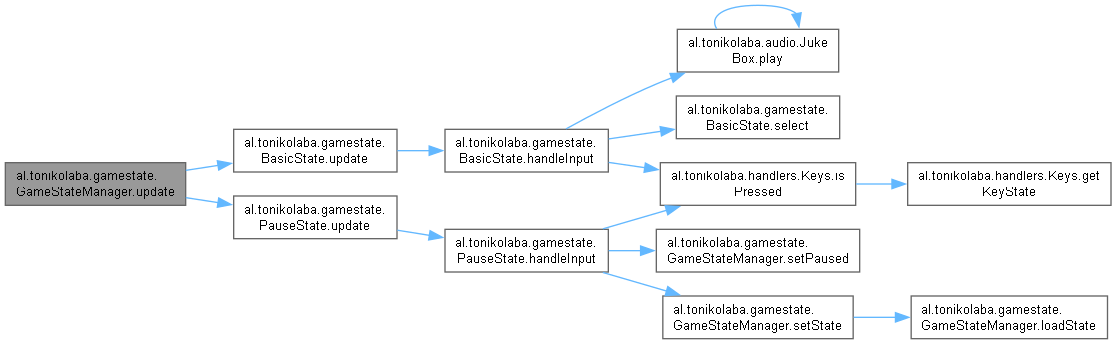 al.tonikolaba.gamestate.
GameStateManager.update
al.tonikolaba.gamestate.
BasicState.update
al.tonikolaba.gamestate.
PauseState.update
al.tonikolaba.gamestate.
BasicState.handleInput
al.tonikolaba.gamestate.
PauseState.handleInput
al.tonikolaba.audio.Juke
Box.play
al.tonikolaba.gamestate.
BasicState.select
al.tonikolaba.handlers.Keys.is
Pressed
al.tonikolaba.gamestate.
GameStateManager.setPaused
al.tonikolaba.gamestate.
GameStateManager.setState
al.tonikolaba.handlers.Keys.get
KeyState
al.tonikolaba.gamestate.
GameStateManager.loadState